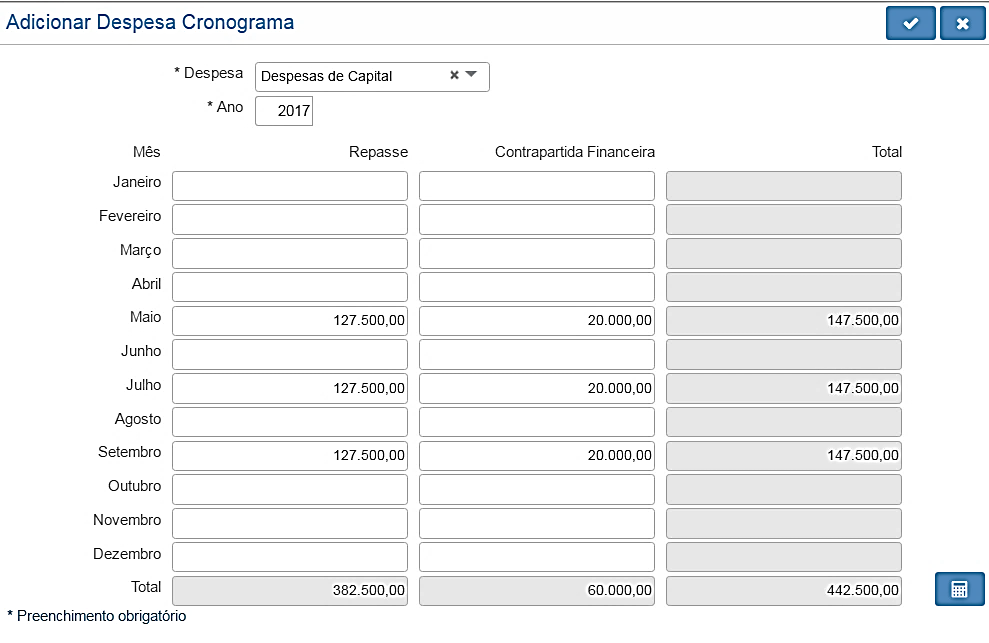 Adicionar Despesa Cronograma
* Despesa Despesas de Capital
* Ano 2017
Mês Repasse Contrapartida Financeira Total
Janeiro
Fevereiro
Março
Abril
Maio 127.500,00 20.000,00 147.500,00
Junho
Julho 127.500,00 20.000,00 147.500,00
Agosto
Setembro 127.500,00 20.000,00 147.500,00
Outubro
Novembro
Dezembro
Total 382.500,00 60.000,00 442.500,00
* Preenchimento obrigatório